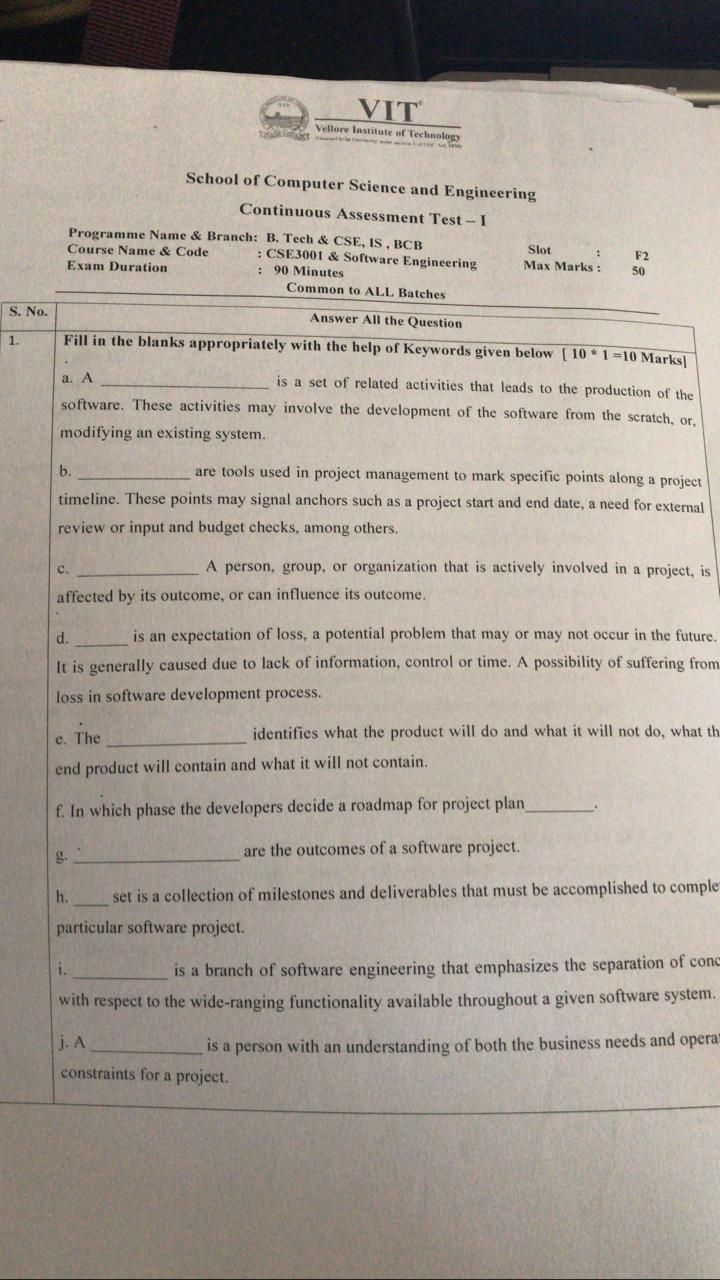 VIT
Vellore Institute of Technology
School of Computer Science and Engineering
Continuous Assessment Test – I
Programme Name & Branch: B. Tech & CSE, IS , BCB
Course Name & Code : CSE3001 & Software Engineering Slot : F2
Exam Duration : 90 Minutes Max Marks : 50
Common to ALL Batches
S. No. Answer All the Question
1. Fill in the blanks appropriately with the help of Keywords given below [ 10 * 1 =10 Marks]
a. A ____________ is a set of related activities that leads to the production of the
software. These activities may involve the development of the software from the scratch, or,
modifying an existing system.
b. ____________ are tools used in project management to mark specific points along a project
timeline. These points may signal anchors such as a project start and end date, a need for external
review or input and budget checks, among others.
c. ____________ A person, group, or organization that is actively involved in a project, is
affected by its outcome, or can influence its outcome.
d. ______ is an expectation of loss, a potential problem that may or may not occur in the future.
It is generally caused due to lack of information, control or time. A possibility of suffering from
loss in software development process.
e. The ____________ identifies what the product will do and what it will not do, what th
end product will contain and what it will not contain.
f. In which phase the developers decide a roadmap for project plan________.
g. ____________ are the outcomes of a software project.
h. ____ set is a collection of milestones and deliverables that must be accomplished to comple
particular software project.
i. __________ is a branch of software engineering that emphasizes the separation of conc
with respect to the wide-ranging functionality available throughout a given software system.
j. A ____________ is a person with an understanding of both the business needs and opera
constraints for a project.